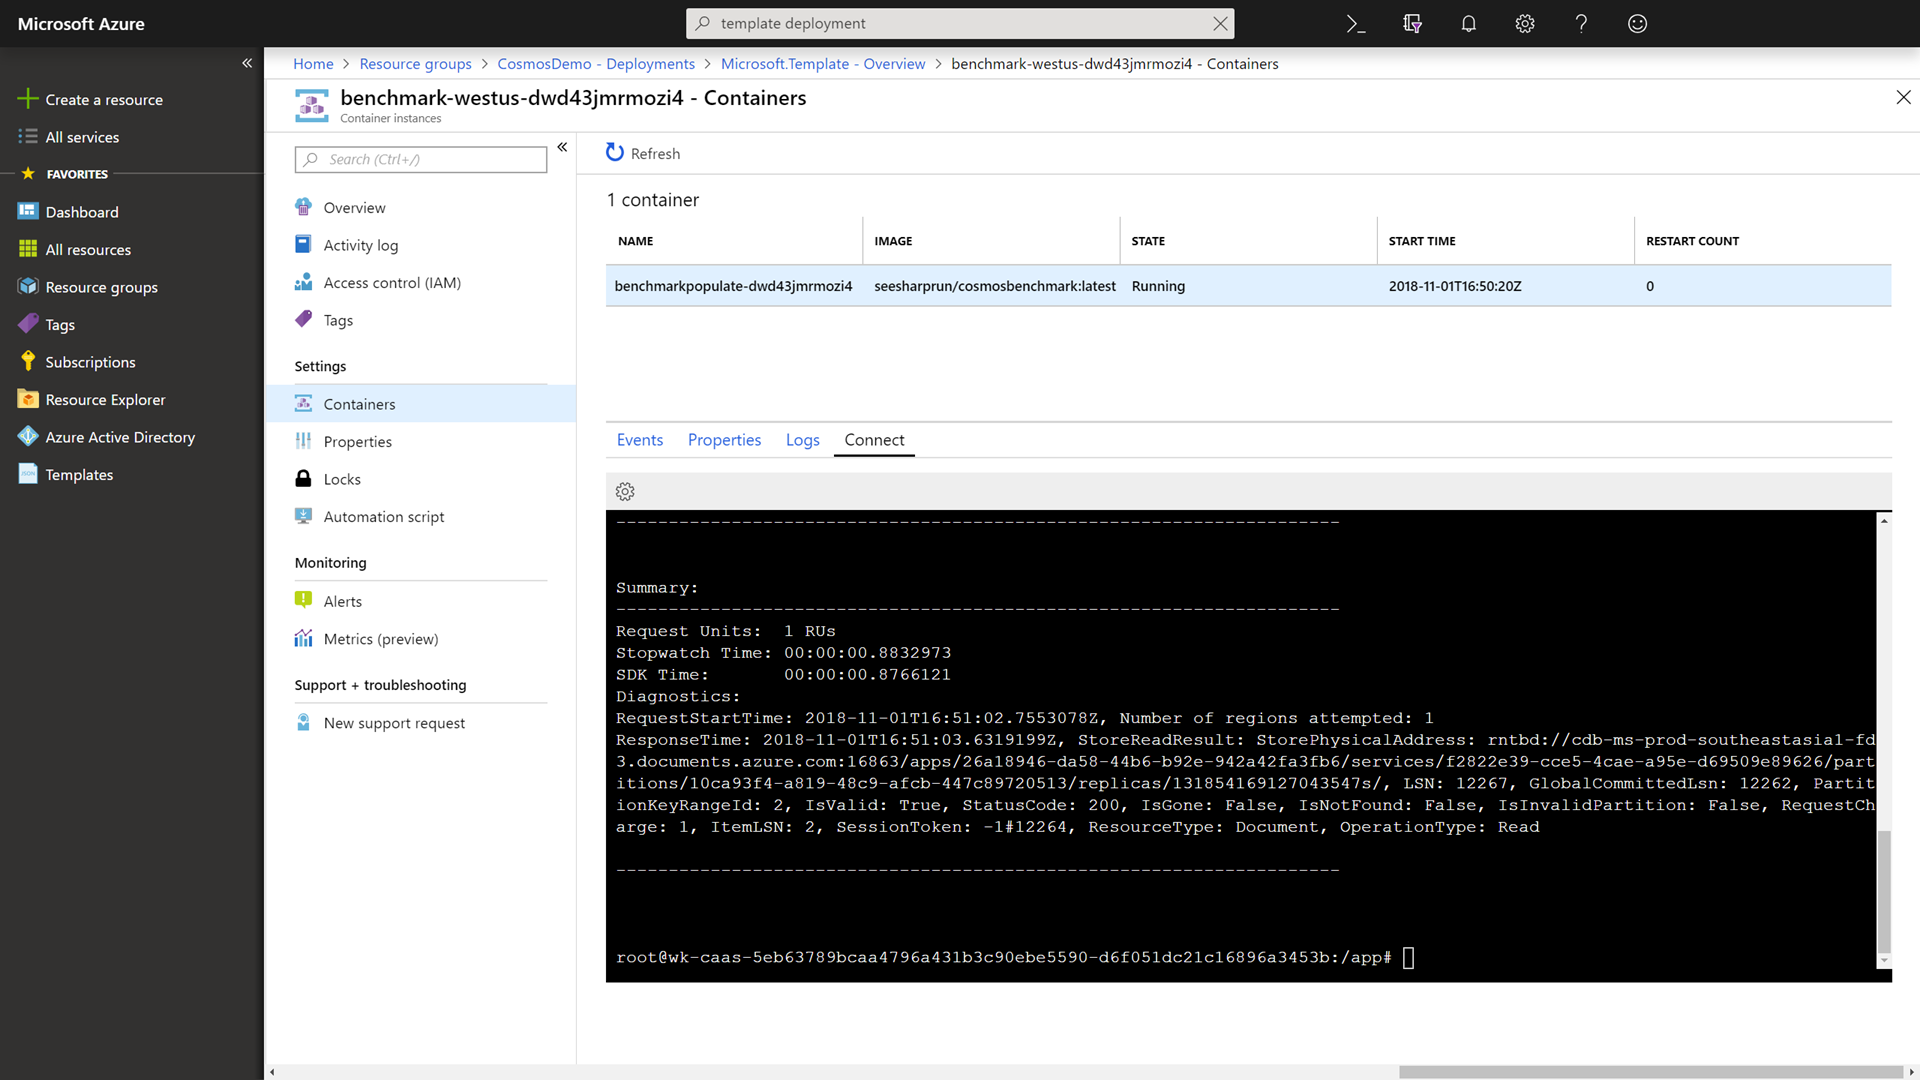 Microsoft Azure
template deployment
Home > Resource groups > CosmosDemo - Deployments > Microsoft.Template - Overview > benchmark-westus-dwd43jmrmozi4 - Containers
Create a resource
All services
FAVORITES
Dashboard
All resources
Resource groups
Tags
Subscriptions
Resource Explorer
Azure Active Directory
Templates
benchmark-westus-dwd43jmrmozi4 - Containers
Container instances
Search (Ctrl+/)
Overview
Activity log
Access control (IAM)
Tags
Settings
Containers
Properties
Locks
Automation script
Monitoring
Alerts
Metrics (preview)
Support + troubleshooting
New support request
Refresh
1 container
NAME IMAGE STATE START TIME RESTART COUNT
benchmarkpopulate-dwd43jmrmozi4 seesharprun/cosmosbenchmark:latest Running 2018-11-01T16:50:20Z 0
Events Properties Logs Connect
---------------------------------------------------------------------
Summary:
---------------------------------------------------------------------
Request Units: 1 RUs
Stopwatch Time: 00:00:00.8832973
SDK Time: 00:00:00.8766121
Diagnostics:
RequestStartTime: 2018-11-01T16:51:02.7553078Z, Number of regions attempted: 1
ResponseTime: 2018-11-01T16:51:03.6319199Z, StoreReadResult: StorePhysicalAddress: rntbd://cdb-ms-prod-southeastasia1-fd
3.documents.azure.com:16863/apps/26a18946-da58-44b6-b92e-942a42fa3fb6/services/f2822e39-cce5-4cae-a95e-d69509e89626/part
itions/10ca93f4-a819-48c9-afcb-447c89720513/replicas/131854169127043547s/, LSN: 12267, GlobalCommittedLsn: 12262, Partit
ionKeyRangeId: 2, IsValid: True, StatusCode: 200, IsGone: False, IsNotFound: False, IsInvalidPartition: False, RequestCh
arge: 1, ItemLSN: 2, SessionToken: -1#12264, ResourceType: Document, OperationType: Read
---------------------------------------------------------------------
root@wk-caas-5eb63789bcaa4796a431b3c90ebe5590-d6f051dc21c16896a3453b:/app#